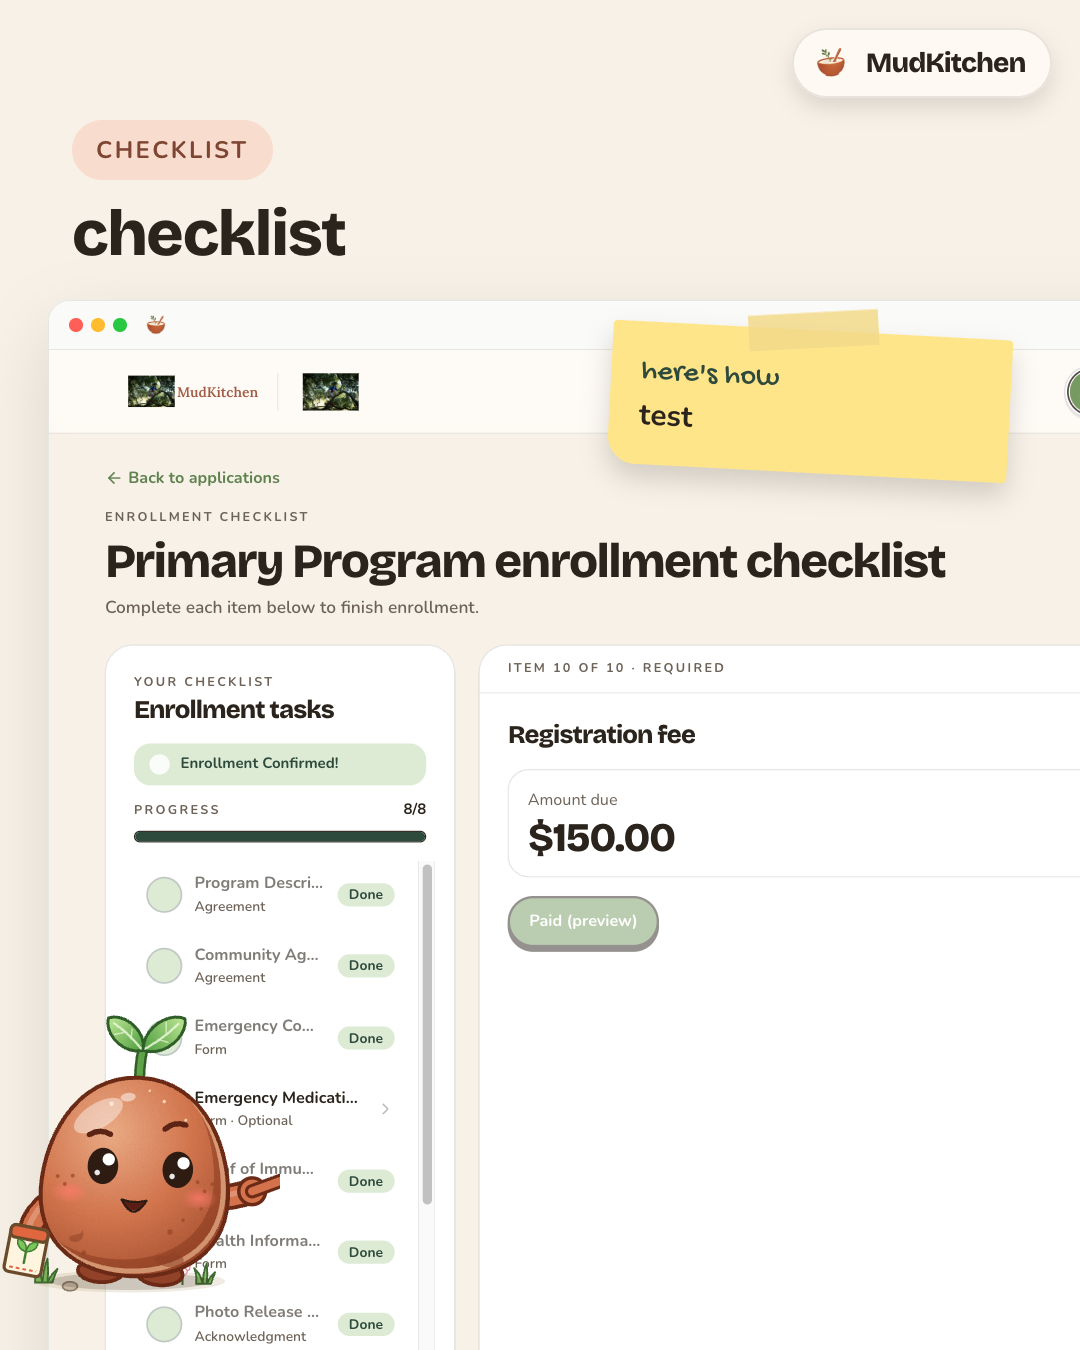 MudKitchen
CHECKLIST
checklist
here's how
test
MudKitchen
Back to applications
ENROLLMENT CHECKLIST
Primary Program enrollment checklist
Complete each item below to finish enrollment.
YOUR CHECKLIST
Enrollment tasks
Enrollment Confirmed!
PROGRESS 8/8
Program Descri... Done
Agreement
Community Ag... Done
Agreement
Emergency Co... Done
Form
Emergency Medicati...
rm · Optional
f of Immu... Done
alth Informa... Done
Form
Photo Release ... Done
Acknowledgment
ITEM 10 OF 10 · REQUIRED
Registration fee
Amount due
$150.00
Paid (preview)